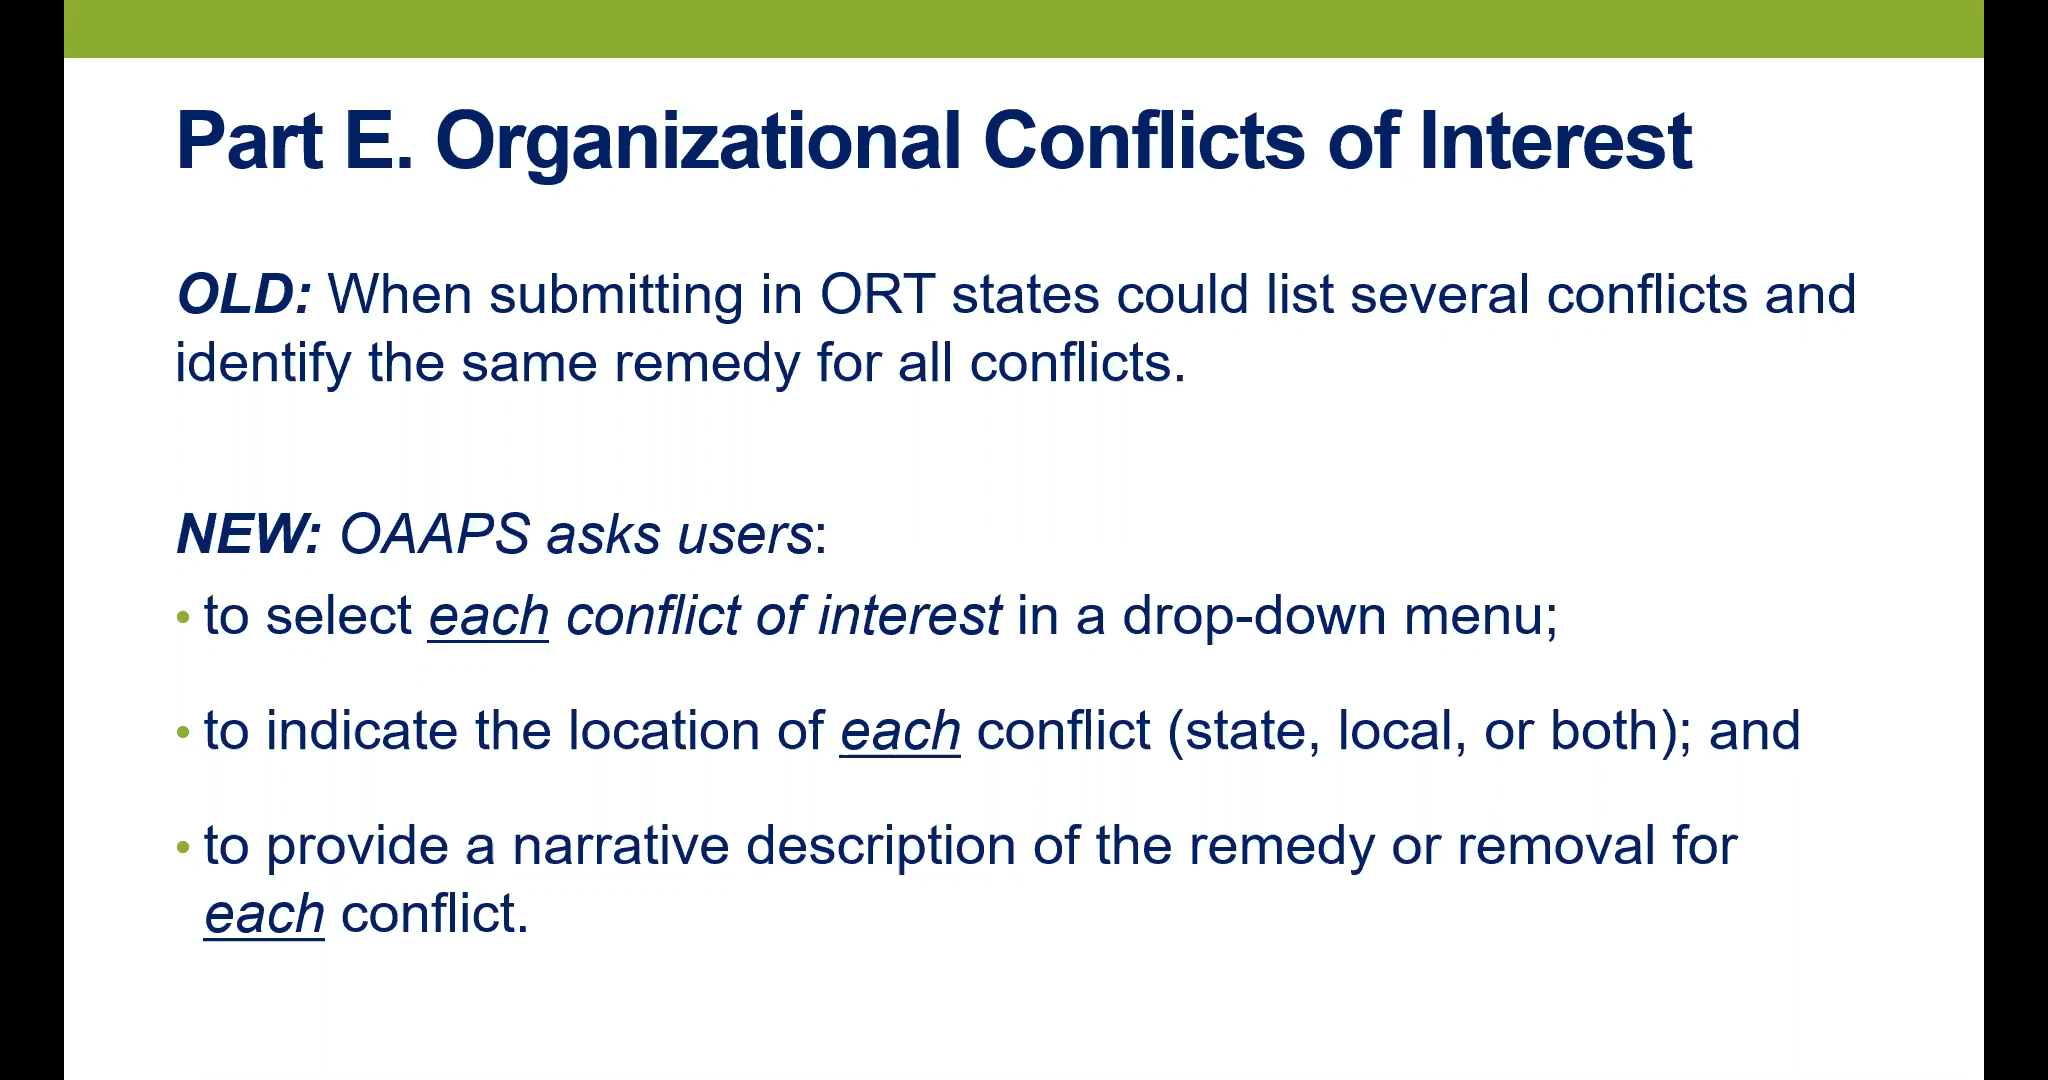 Part E. Organizational Conflicts of Interest
OLD: When submitting in ORT states could list several conflicts and
identify the same remedy for all conflicts.
NEW: OAAPS asks users:
• to select each conflict of interest in a drop-down menu;
• to indicate the location of each conflict (state, local, or both); and
• to provide a narrative description of the remedy or removal for
each conflict.